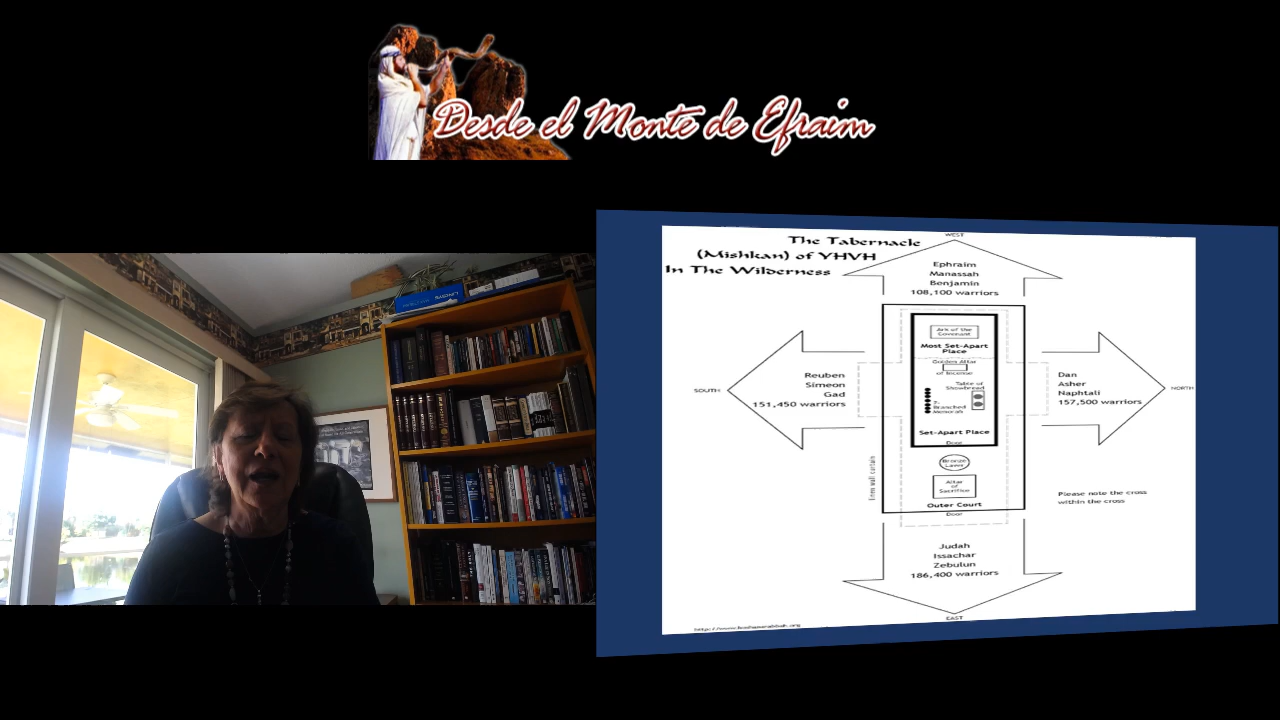 Desde el Monte de Efraim
The Tabernacle
(Mishkan) of YHVH
In The Wilderness
WEST
Ephraim
Manassah
Benjamin
108,100 warriors
Ark of the
Covenant
Most Set-Apart
Place
Golden Altar
of Incense
Table of
Showbread
7-
Branched
Menorah
Set-Apart Place
Door
Bronze
Laver
Altar
of
Sacrifice
Outer Court
Door
SOUTH
Reuben
Simeon
Gad
151,450 warriors
Dan
Asher
Naphtali
157,500 warriors
NORTH
linen wall curtain
Please note the cross
within the cross
Judah
Issachar
Zebulun
186,400 warriors
EAST